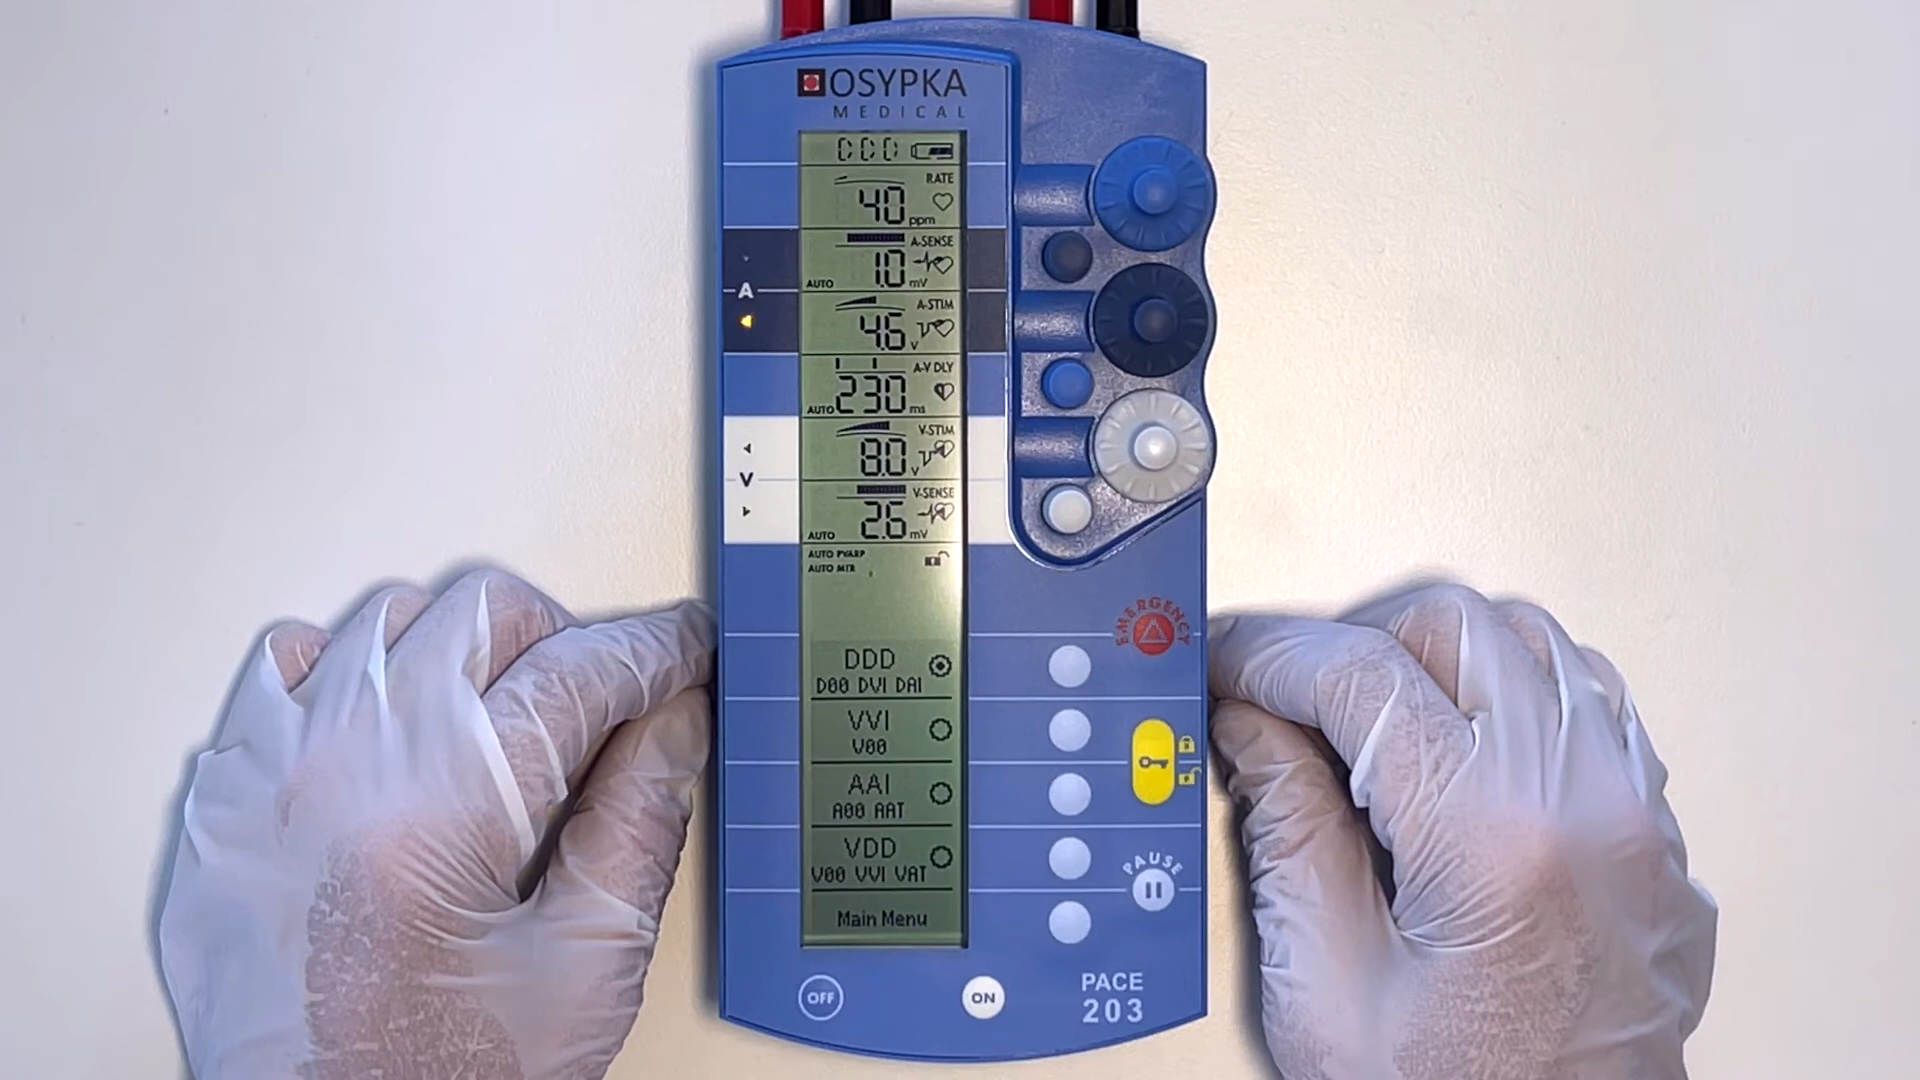 OSYPKA
MEDICAL
DDD
RATE
40 ppm
A-SENSE
1.0
AUTO mV
A
A-STIM
4.6 V
A-V DLY
AUTO 230 ms
V-STIM
8.0 V
V
V-SENSE
2.6
AUTO mV
AUTO PVARP
AUTO MTR
EMERGENCY
DDD
D00 DVI DAI
VVI
V00
AAI
A00 AAT
VDD
V00 VVI VAT
PAUSE
Main Menu
OFF
ON
PACE
203